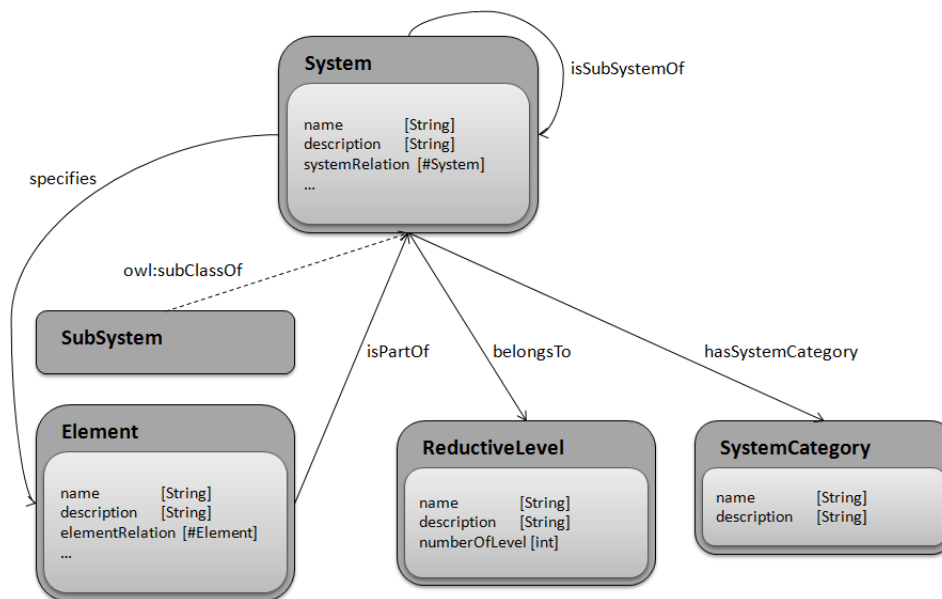 System
isSubSystemOf
name [String]
description [String]
systemRelation [#System]
...
specifies
owl:subClassOf
SubSystem
isPartOf
belongsTo
hasSystemCategory
Element
name [String]
description [String]
elementRelation [#Element]
...
ReductiveLevel
name [String]
description [String]
numberOfLevel [int]
SystemCategory
name [String]
description [String]